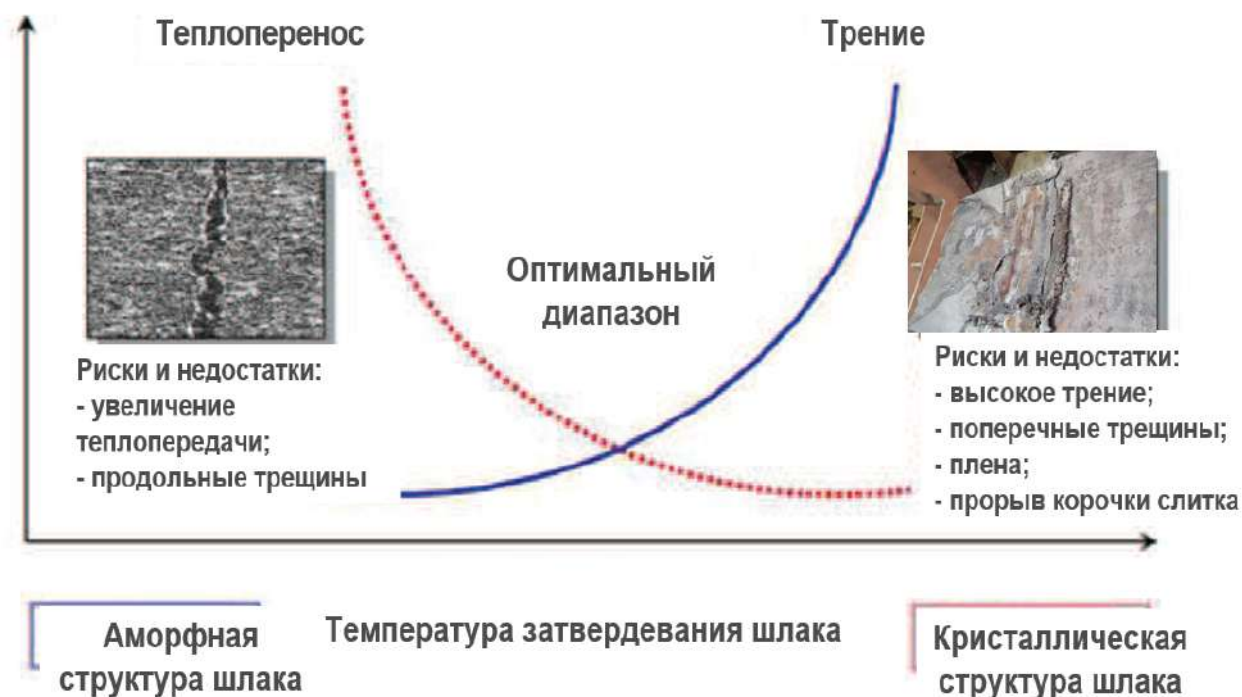 Теплоперенос
Трение
Оптимальный
диапазон
Риски и недостатки:
- увеличение
теплопередачи;
- продольные трещины
Риски и недостатки:
- высокое трение;
- поперечные трещины;
- плена;
- прорыв корочки слитка
Аморфная
структура шлака
Температура затвердевания шлака
Кристаллическая
структура шлака